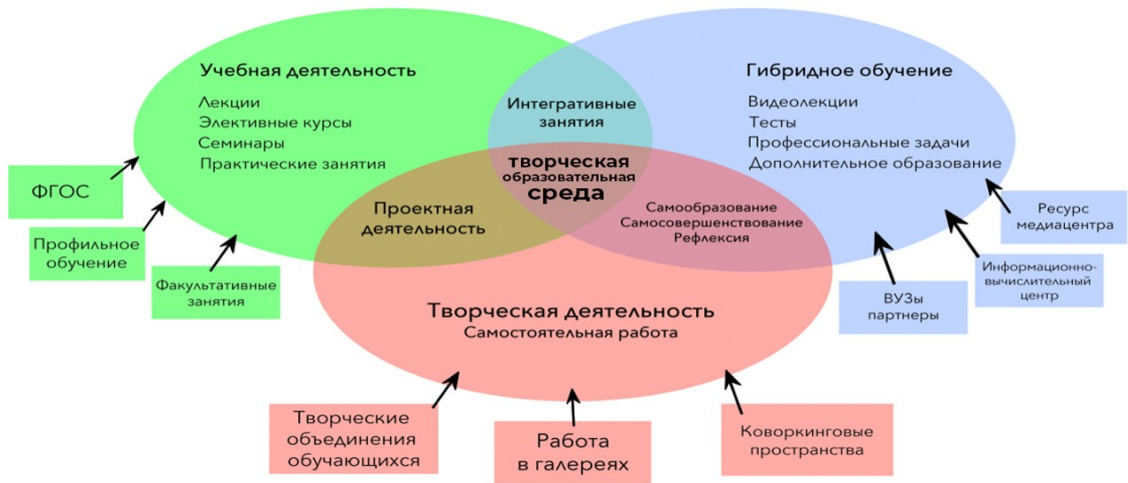 Учебная деятельность
Лекции
Элективные курсы
Семинары
Практические занятия
Интегративные
занятия
Гибридное обучение
Видеолекции
Тесты
Профессиональные задачи
Дополнительное образование
творческая
образовательная
среда
Проектная
деятельность
Самообразование
Самосовершенствование
Рефлексия
Творческая деятельность
Самостоятельная работа
ФГОС
Профильное
обучение
Факультативные
занятия
Ресурс
медиацентра
Информационно-
вычислительный
центр
ВУЗы
партнеры
Творческие
объединения
обучающихся
Работа
в галереях
Коворкинговые
пространства